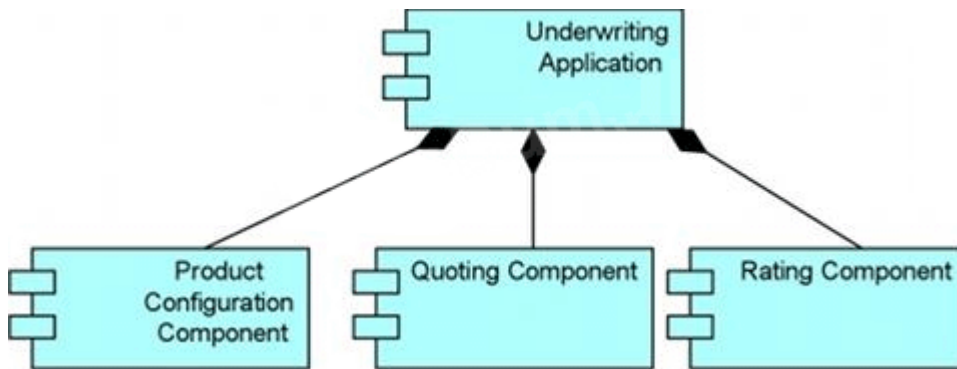 Underwriting
Application
Product
Configuration
Component
Quoting Component
Rating Component